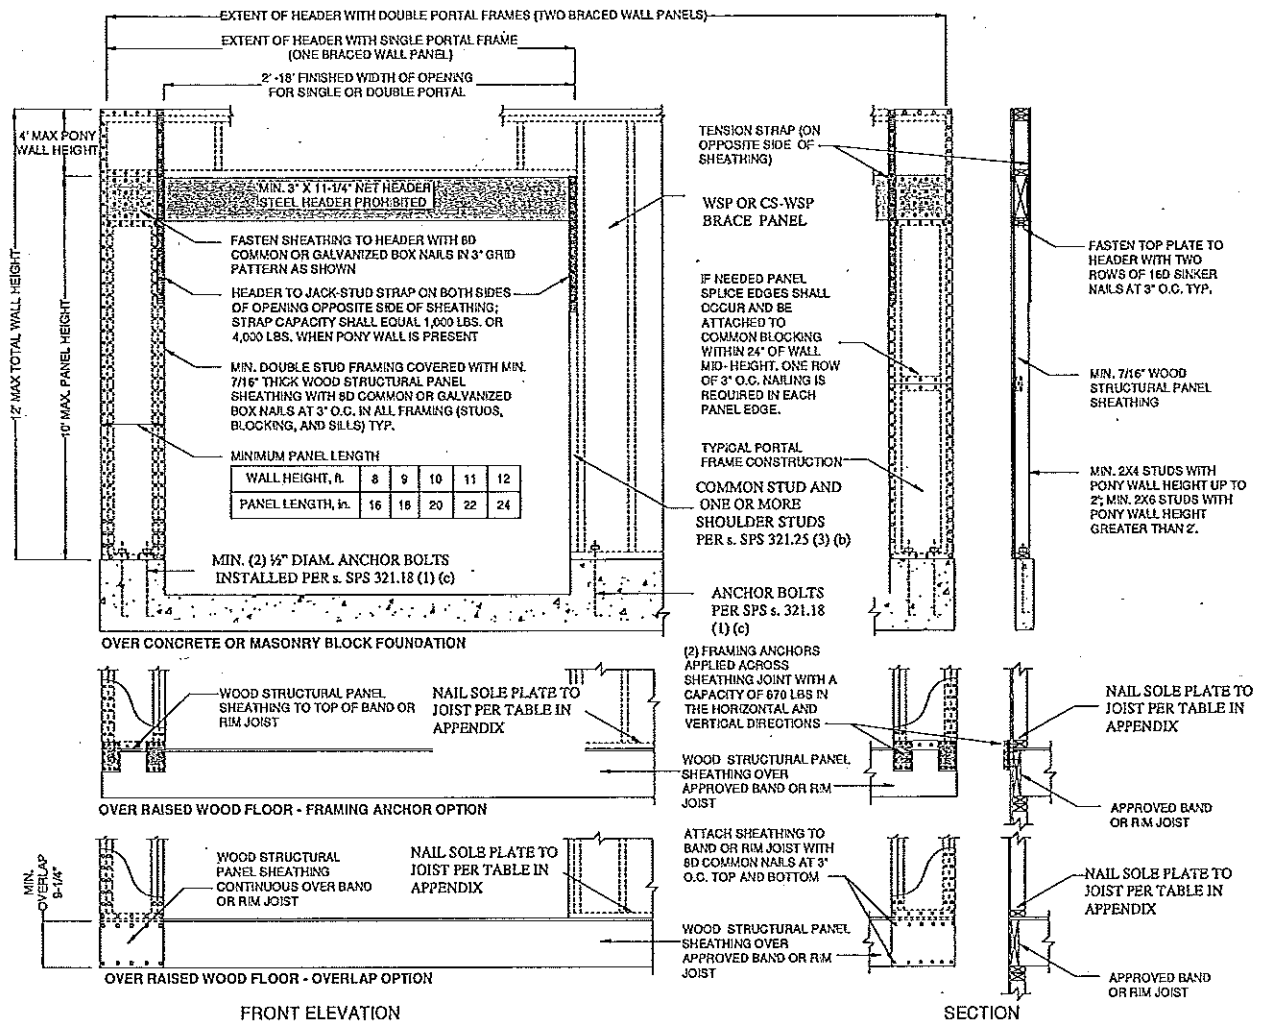 EXTENT OF HEADER WITH DOUBLE PORTAL FRAMES (TWO BRACED WALL PANELS)
EXTENT OF HEADER WITH SINGLE PORTAL FRAME
(ONE BRACED WALL PANEL)
2' -18' FINISHED WIDTH OF OPENING
FOR SINGLE OR DOUBLE PORTAL
4' MAX PONY
WALL HEIGHT
12' MAX TOTAL WALL HEIGHT
10' MAX. PANEL HEIGHT
MIN. 3" X 11-1/4" NET HEADER
STEEL HEADER PROHIBITED
FASTEN SHEATHING TO HEADER WITH 8D
COMMON OR GALVANIZED BOX NAILS IN 3" GRID
PATTERN AS SHOWN
HEADER TO JACK-STUD STRAP ON BOTH SIDES
OF OPENING OPPOSITE SIDE OF SHEATHING;
STRAP CAPACITY SHALL EQUAL 1,000 LBS. OR
4,000 LBS. WHEN PONY WALL IS PRESENT
MIN. DOUBLE STUD FRAMING COVERED WITH MIN.
7/16" THICK WOOD STRUCTURAL PANEL
SHEATHING WITH 8D COMMON OR GALVANIZED
BOX NAILS AT 3" O.C. IN ALL FRAMING (STUDS,
BLOCKING, AND SILLS) TYP.
MINIMUM PANEL LENGTH
WALL HEIGHT, ft. 8 9 10 11 12
PANEL LENGTH, in. 16 18 20 22 24
MIN. (2) ½" DIAM. ANCHOR BOLTS
INSTALLED PER s. SPS 321.18 (1) (c)
OVER CONCRETE OR MASONRY BLOCK FOUNDATION
TENSION STRAP (ON
OPPOSITE SIDE OF
SHEATHING)
WSP OR CS-WSP
BRACE PANEL
IF NEEDED PANEL
SPLICE EDGES SHALL
OCCUR AND BE
ATTACHED TO
COMMON BLOCKING
WITHIN 24" OF WALL
MID- HEIGHT. ONE ROW
OF 3" O.C. NAILING IS
REQUIRED IN EACH
PANEL EDGE.
TYPICAL PORTAL
FRAME CONSTRUCTION
COMMON STUD AND
ONE OR MORE
SHOULDER STUDS
PER s. SPS 321.25 (3) (b)
ANCHOR BOLTS
PER SPS s. 321.18
(1) (c)
FASTEN TOP PLATE TO
HEADER WITH TWO
ROWS OF 16D SINKER
NAILS AT 3" O.C. TYP.
MIN. 7/16" WOOD
STRUCTURAL PANEL
SHEATHING
MIN. 2X4 STUDS WITH
PONY WALL HEIGHT UP TO
2'; MIN. 2X6 STUDS WITH
PONY WALL HEIGHT
GREATER THAN 2'.
WOOD STRUCTURAL PANEL
SHEATHING TO TOP OF BAND OR
RIM JOIST
NAIL SOLE PLATE TO
JOIST PER TABLE IN
APPENDIX
(2) FRAMING ANCHORS
APPLIED ACROSS
SHEATHING JOINT WITH A
CAPACITY OF 670 LBS IN
THE HORIZONTAL AND
VERTICAL DIRECTIONS
WOOD STRUCTURAL PANEL
SHEATHING OVER
APPROVED BAND OR RIM
JOIST
NAIL SOLE PLATE TO
JOIST PER TABLE IN
APPENDIX
APPROVED BAND
OR RIM JOIST
OVER RAISED WOOD FLOOR - FRAMING ANCHOR OPTION
MIN.
OVERLAP
9-1/4"
WOOD STRUCTURAL
PANEL SHEATHING
CONTINUOUS OVER BAND
OR RIM JOIST
NAIL SOLE PLATE TO
JOIST PER TABLE IN
APPENDIX
ATTACH SHEATHING TO
BAND OR RIM JOIST WITH
8D COMMON NAILS AT 3"
O.C. TOP AND BOTTOM
WOOD STRUCTURAL PANEL
SHEATHING OVER
APPROVED BAND OR RIM
JOIST
NAIL SOLE PLATE TO
JOIST PER TABLE IN
APPENDIX
APPROVED BAND
OR RIM JOIST
OVER RAISED WOOD FLOOR - OVERLAP OPTION
FRONT ELEVATION
SECTION